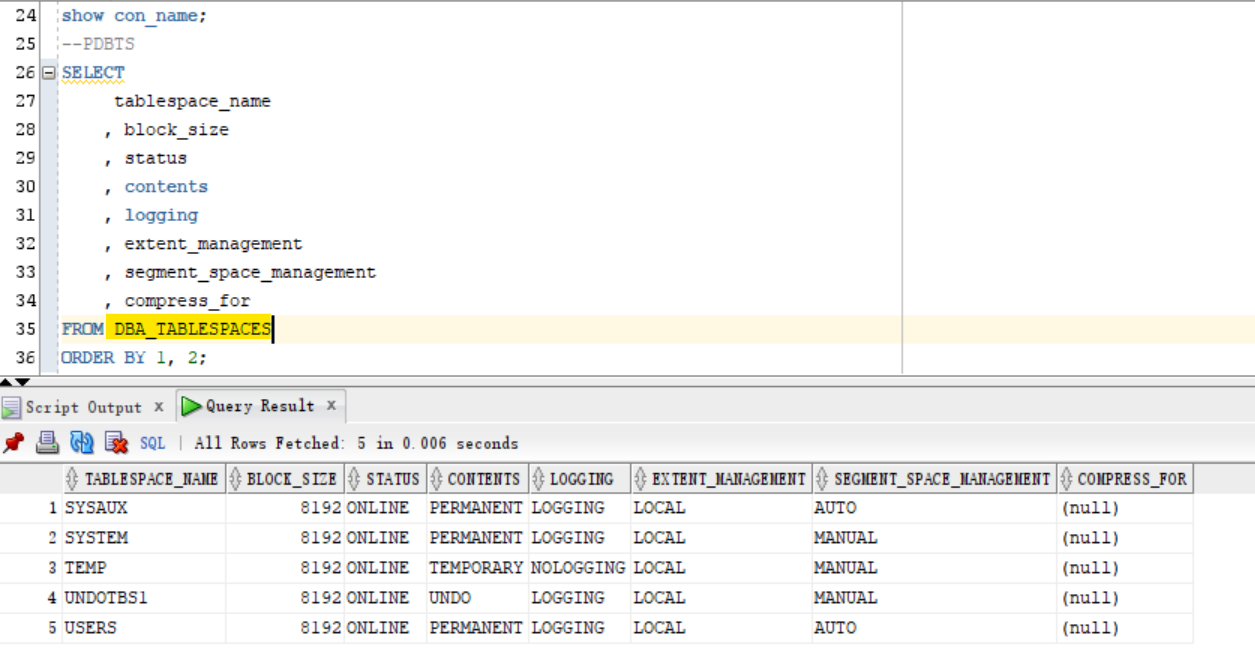 24 show con_name;
25 --PDBTS
26 SELECT
27 tablespace_name
28 , block_size
29 , status
30 , contents
31 , logging
32 , extent_management
33 , segment_space_management
34 , compress_for
35 FROM DBA_TABLESPACES
36 ORDER BY 1, 2;
Script Output x Query Result x
SQL | All Rows Fetched: 5 in 0.006 seconds
TABLESPACE_NAME BLOCK_SIZE STATUS CONTENTS LOGGING EXTENT_MANAGEMENT SEGMENT_SPACE_MANAGEMENT COMPRESS_FOR
1 SYSAUX 8192 ONLINE PERMANENT LOGGING LOCAL AUTO (null)
2 SYSTEM 8192 ONLINE PERMANENT LOGGING LOCAL MANUAL (null)
3 TEMP 8192 ONLINE TEMPORARY NOLOGGING LOCAL MANUAL (null)
4 UNDOTBS1 8192 ONLINE UNDO LOGGING LOCAL MANUAL (null)
5 USERS 8192 ONLINE PERMANENT LOGGING LOCAL AUTO (null)